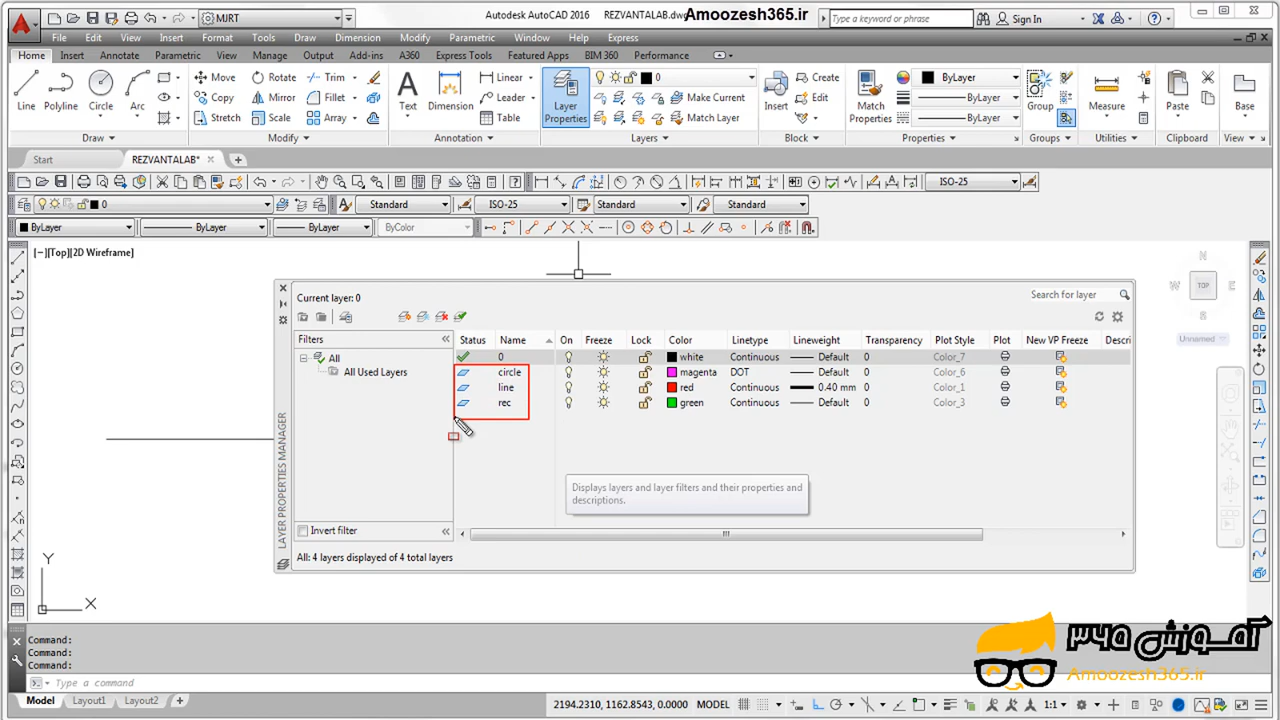 MJRT
Autodesk AutoCAD 2016 REZVANTALAB.dwg
Amoozesh365.ir
Type a keyword or phrase
Sign In
File Edit View Insert Format Tools Draw Dimension Modify Parametric Window Help Express
Home Insert Annotate Parametric View Manage Output Add-ins A360 Express Tools Featured Apps BIM 360 Performance
Move Rotate Trim Linear 0 Create ByLayer
Line Polyline Circle Arc Copy Mirror Fillet Text Dimension Leader Layer Properties Make Current Insert Edit Match Properties ByLayer Group Measure Paste Base
Stretch Scale Array Table Match Layer ByLayer
Draw Modify Annotation Layers Block Properties Groups Utilities Clipboard View
Start REZVANTALAB*
ISO-25
0 Standard ISO-25 Standard Standard
ByLayer ByLayer ByLayer ByColor
[−][Top][2D Wireframe]
N
W TOP E
S
Unnamed
Current layer: 0
Search for layer
Filters Status Name On Freeze Lock Color Linetype Lineweight Transparency Plot Style Plot New VP Freeze Descri
All 0 white Continuous Default 0 Color_7
All Used Layers circle magenta DOT Default 0 Color_6
line red Continuous 0.40 mm 0 Color_1
rec green Continuous Default 0 Color_3
LAYER PROPERTIES MANAGER
Displays layers and layer filters and their properties and
descriptions.
Invert filter
All: 4 layers displayed of 4 total layers
Y
X
Command:
Command:
Command:
Type a command
آمـوزش ۳۶۵
Amoozesh365.ir
Model Layout1 Layout2
2194.2310, 1162.8543, 0.0000 MODEL 1:1